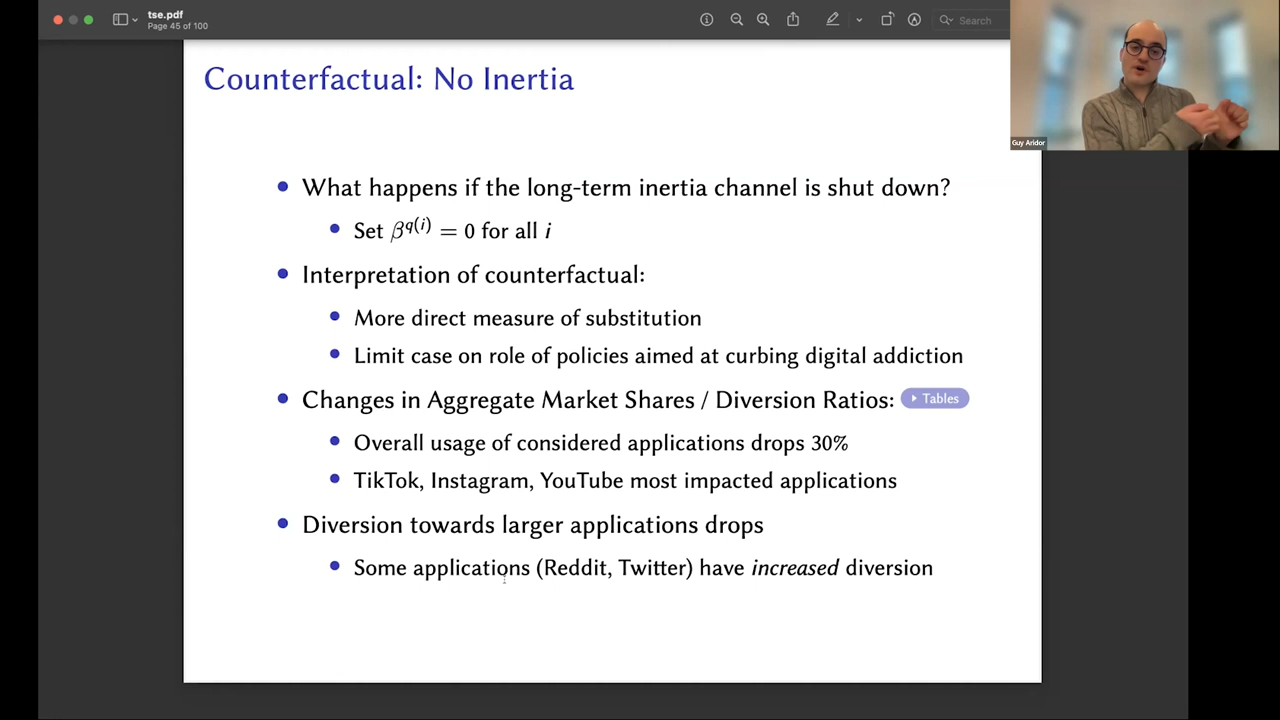 tse.pdf
Page 45 of 100
Search
Guy Aridor
Counterfactual: No Inertia
What happens if the long-term inertia channel is shut down?
Set β^q(i) = 0 for all i
Interpretation of counterfactual:
More direct measure of substitution
Limit case on role of policies aimed at curbing digital addiction
Changes in Aggregate Market Shares / Diversion Ratios: Tables
Overall usage of considered applications drops 30%
TikTok, Instagram, YouTube most impacted applications
Diversion towards larger applications drops
Some applications (Reddit, Twitter) have increased diversion